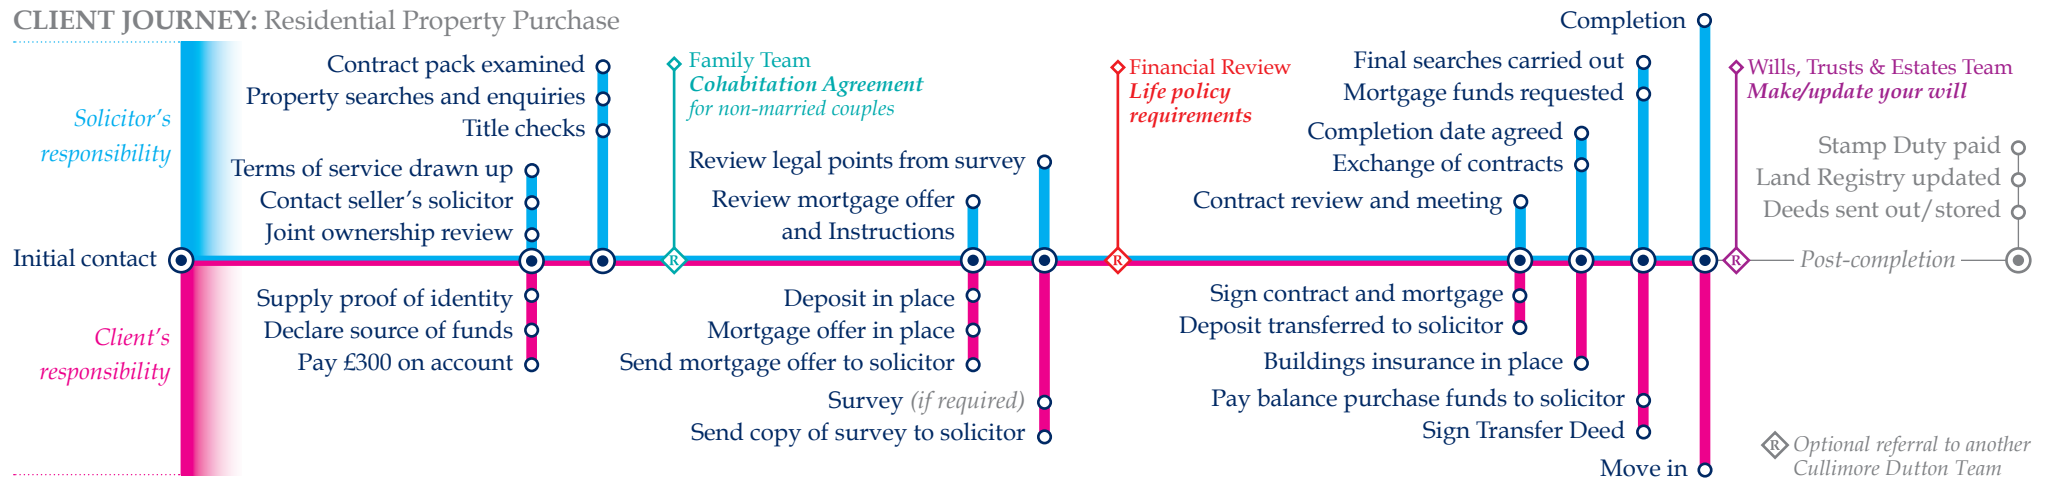 CLIENT JOURNEY: Residential Property Purchase
Solicitor's
responsibility
Initial contact
Client's
responsibility
Contract pack examined
Property searches and enquiries
Title checks
Terms of service drawn up
Contact seller's solicitor
Joint ownership review
Supply proof of identity
Declare source of funds
Pay £300 on account
Family Team
Cohabitation Agreement
for non-married couples
R
Review legal points from survey
Review mortgage offer
and Instructions
Deposit in place
Mortgage offer in place
Send mortgage offer to solicitor
Survey (if required)
Send copy of survey to solicitor
Financial Review
Life policy
requirements
R
Completion
Final searches carried out
Mortgage funds requested
Completion date agreed
Exchange of contracts
Contract review and meeting
Sign contract and mortgage
Deposit transferred to solicitor
Buildings insurance in place
Pay balance purchase funds to solicitor
Sign Transfer Deed
Move in
Wills, Trusts & Estates Team
Make/update your will
R
Stamp Duty paid
Land Registry updated
Deeds sent out/stored
Post-completion
R Optional referral to another
Cullimore Dutton Team